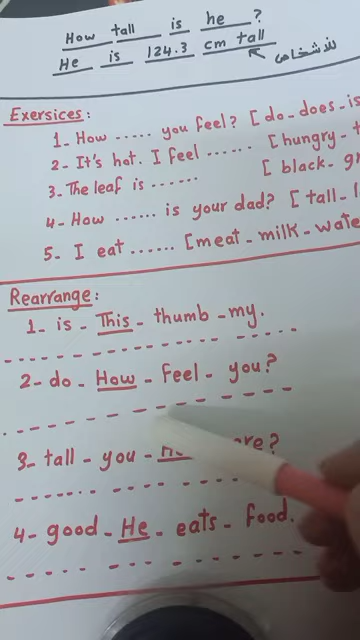 How tall is he ?
He is 124.3 cm tall
للأشخاص
Exersices:
1- How ...... you feel? [ do - does - is
2- It's hot. I feel ...... [ hungry -
3- The leaf is ...... [ black -
4- How ...... is your dad? [ tall -
5- I eat ...... [ meat - milk - wate
Rearrange:
1- is - This - thumb - my.
2- do - How - feel - you?
3- tall - you - are?
4- good - He - eats - food.